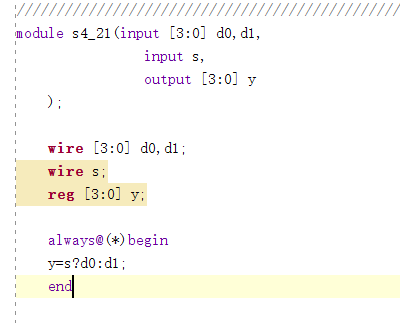 ////////////////////////////////////////////////////////
module s4_21(input [3:0] d0,d1,
input s,
output [3:0] y
);
wire [3:0] d0,d1;
wire s;
reg [3:0] y;
always@(*)begin
y=s?d0:d1;
end